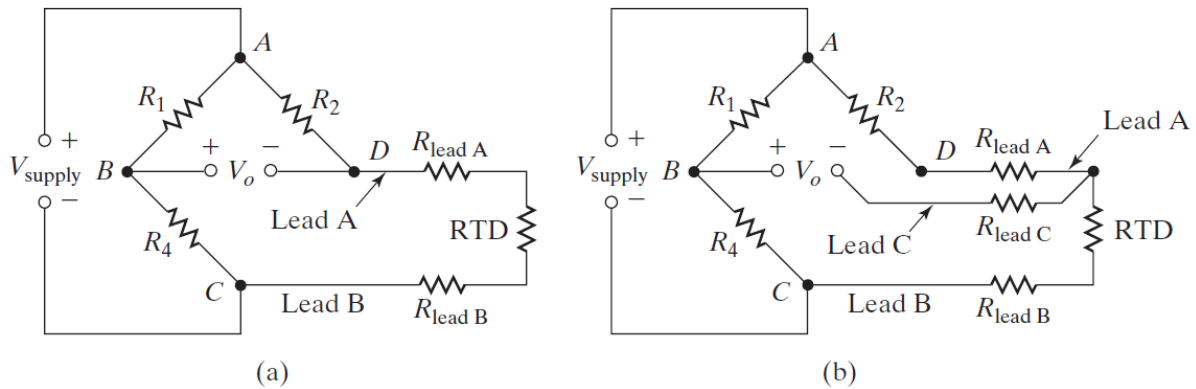 A
R1
R2
+
Vsupply
−
B
+
Vo
−
D
Rlead A
Lead A
RTD
R4
C
Lead B
Rlead B
(a)
A
R1
R2
+
Vsupply
−
B
+
Vo
−
D
Rlead A
Lead A
Rlead C
Lead C
RTD
R4
C
Lead B
Rlead B
(b)